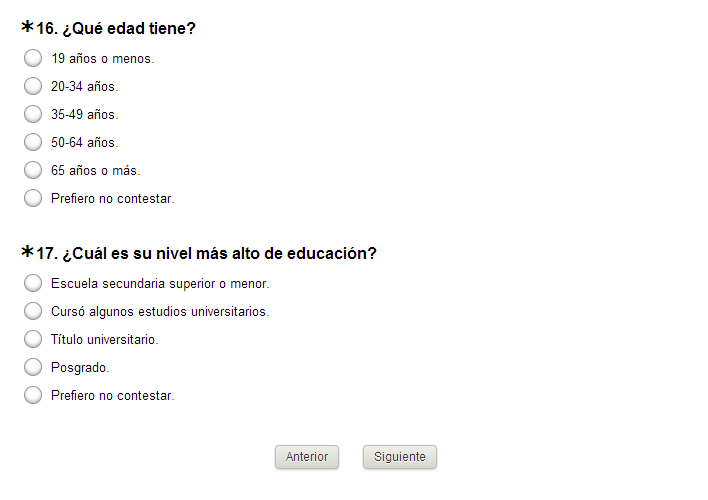 *16. ¿Qué edad tiene?
19 años o menos.
20-34 años.
35-49 años.
50-64 años.
65 años o más.
Prefiero no contestar.
*17. ¿Cuál es su nivel más alto de educación?
Escuela secundaria superior o menor.
Cursó algunos estudios universitarios.
Título universitario.
Posgrado.
Prefiero no contestar.
Anterior Siguiente